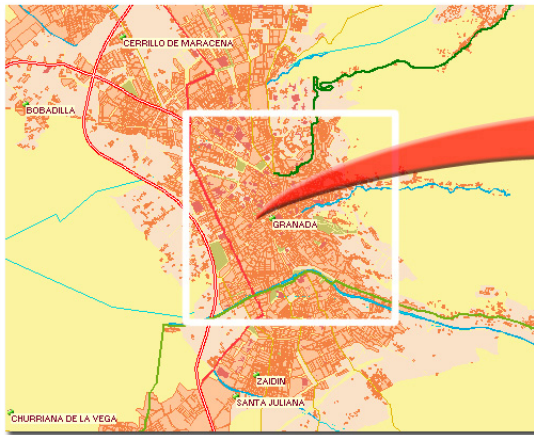 CERRILLO DE MARACENA
BOBADILLA
GRANADA
ZAIDIN
SANTA JULIANA
CHURRIANA DE LA VEGA